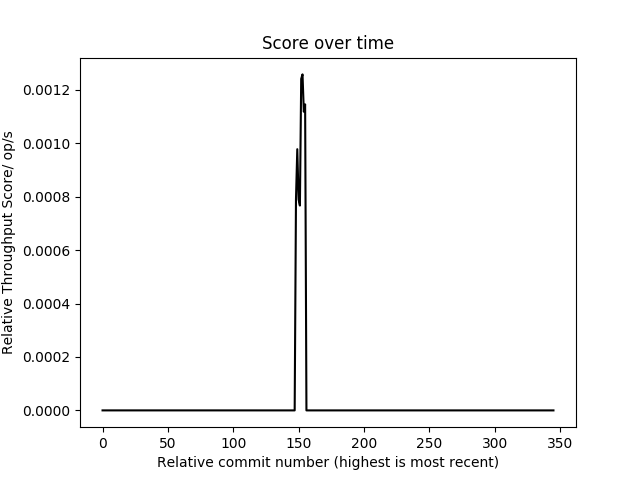 Score over time
Relative Throughput Score/ op/s
0.0012
0.0010
0.0008
0.0006
0.0004
0.0002
0.0000
0 50 100 150 200 250 300 350
Relative commit number (highest is most recent)